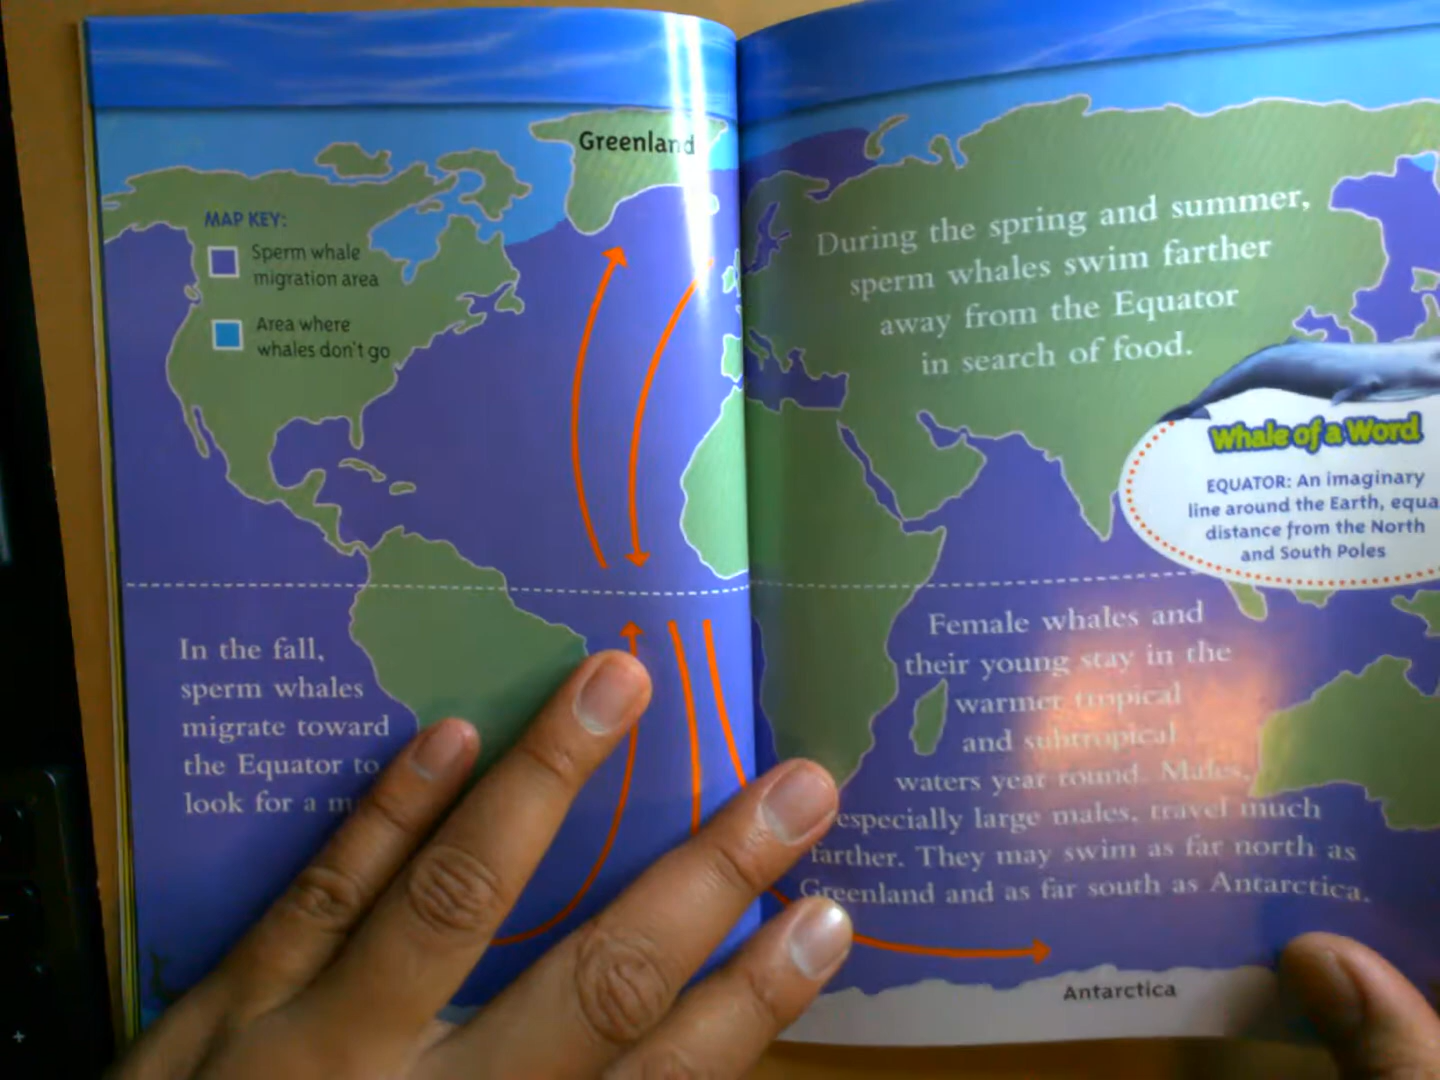 Greenland
MAP KEY:
Sperm whale
migration area
Area where
whales don't go
In the fall,
sperm whales
migrate toward
the Equator to
look for a
During the spring and summer,
sperm whales swim farther
away from the Equator
in search of food.
Whale of a Word
EQUATOR: An imaginary
line around the Earth, equa
distance from the North
and South Poles
Female whales and
their young stay in the
warmer tropical
and subtropical
waters year round. Males,
especially large males, travel much
farther. They may swim as far north as
Greenland and as far south as Antarctica.
Antarctica